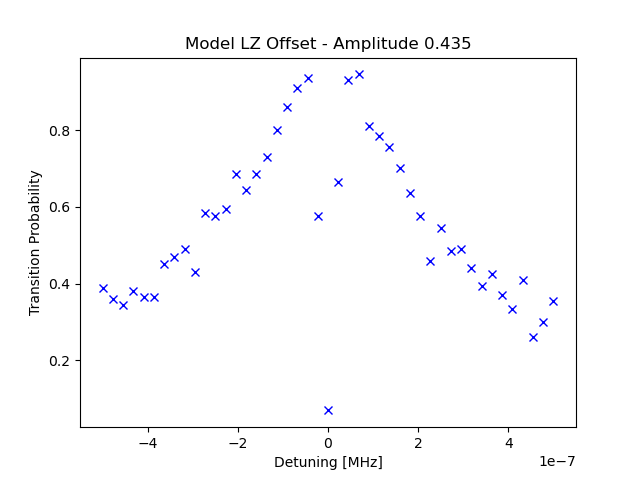 Model LZ Offset - Amplitude 0.435
Transition Probability
0.8
0.6
0.4
0.2
−4
−2
0
2
4
1e−7
Detuning [MHz]